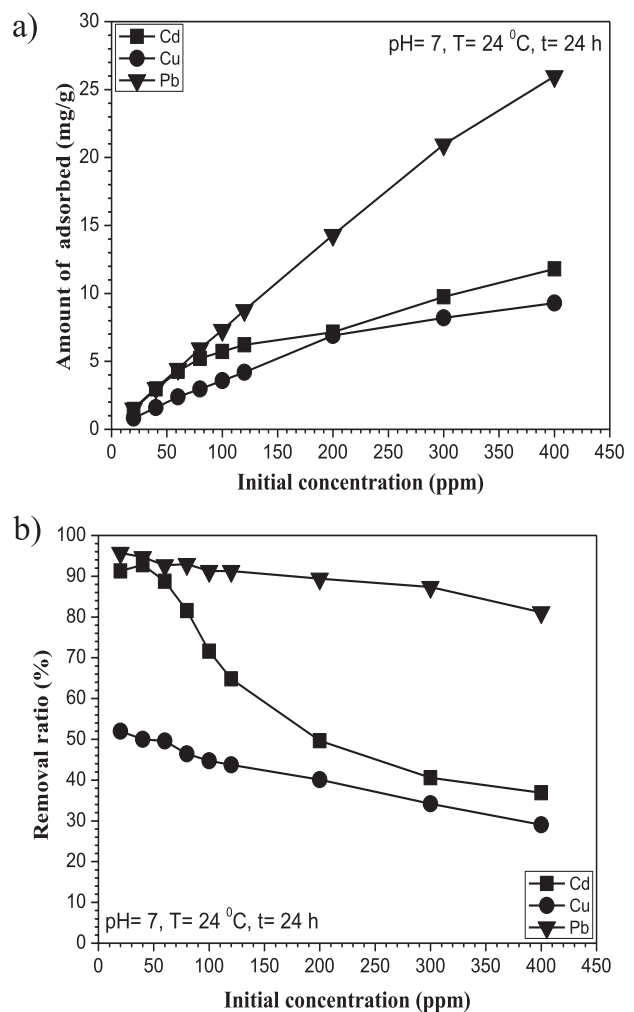 a)
30
25
20
15
10
5
0
Amount of adsorbed (mg/g)
Cd
Cu
Pb
pH= 7, T= 24 ⁰C, t= 24 h
0 50 100 150 200 250 300 350 400 450
Initial concentration (ppm)
b)
100
90
80
70
60
50
40
30
20
10
0
Removal ratio (%)
pH= 7, T= 24 ⁰C, t= 24 h
Cd
Cu
Pb
0 50 100 150 200 250 300 350 400 450
Initial concentration (ppm)